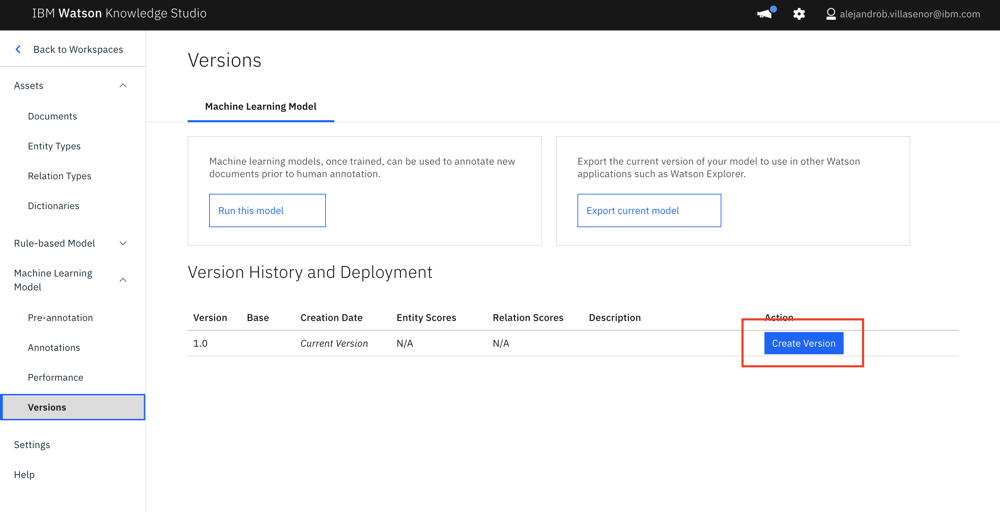 IBM Watson Knowledge Studio
alejandrob.villasenor@ibm.com
Back to Workspaces
Assets
Documents
Entity Types
Relation Types
Dictionaries
Rule-based Model
Machine Learning
Model
Pre-annotation
Annotations
Performance
Versions
Settings
Help
Versions
Machine Learning Model
Machine learning models, once trained, can be used to annotate new
documents prior to human annotation.
Run this model
Export the current version of your model to use in other Watson
applications such as Watson Explorer.
Export current model
Version History and Deployment
Version Base Creation Date Entity Scores Relation Scores Description Action
1.0 Current Version N/A N/A Create Version